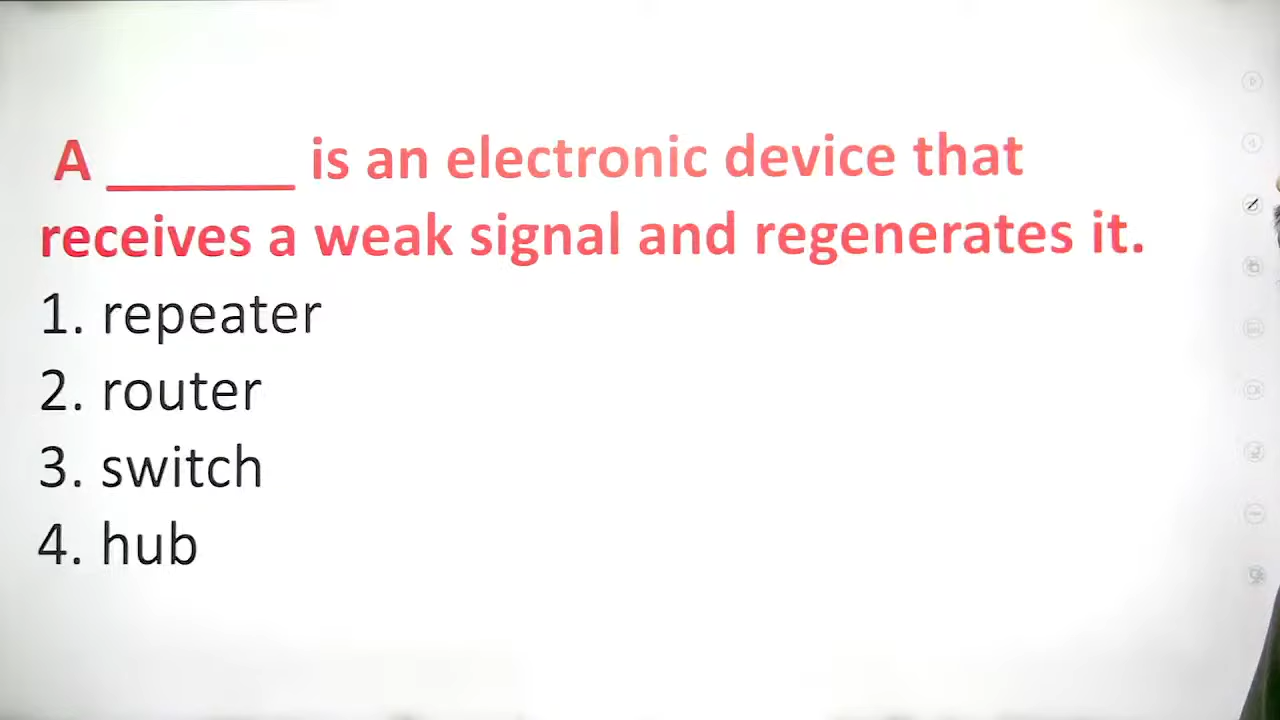 A _______ is an electronic device that
receives a weak signal and regenerates it.
1. repeater
2. router
3. switch
4. hub